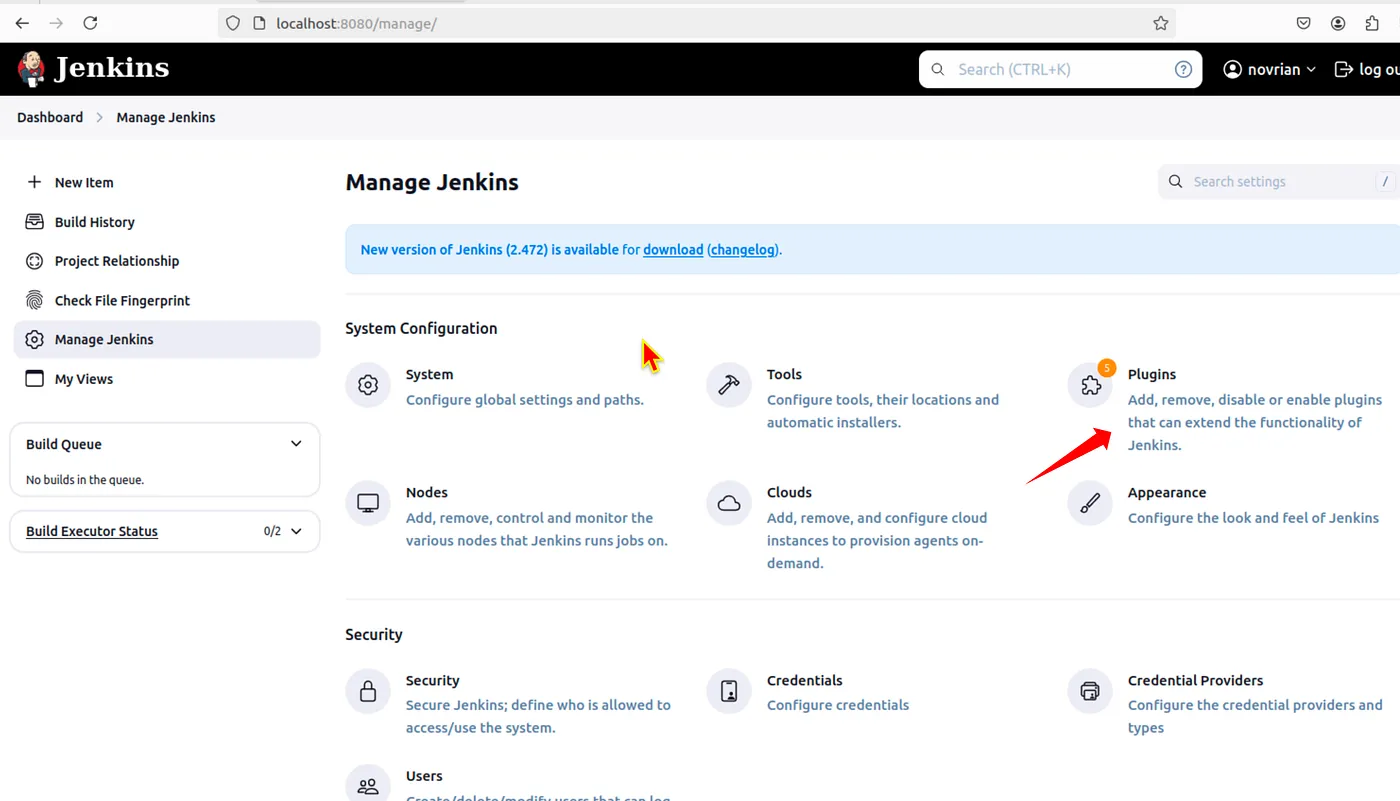 localhost:8080/manage/
Jenkins
Search (CTRL+K)
?
novrian
log ou
Dashboard
Manage Jenkins
New Item
Build History
Project Relationship
Check File Fingerprint
Manage Jenkins
My Views
Build Queue
No builds in the queue.
Build Executor Status
0/2
Manage Jenkins
Search settings
/
New version of Jenkins (2.472) is available for download (changelog).
System Configuration
System
Configure global settings and paths.
Tools
Configure tools, their locations and
automatic installers.
5
Plugins
Add, remove, disable or enable plugins
that can extend the functionality of
Jenkins.
Nodes
Add, remove, control and monitor the
various nodes that Jenkins runs jobs on.
Clouds
Add, remove, and configure cloud
instances to provision agents on-
demand.
Appearance
Configure the look and feel of Jenkins
Security
Security
Secure Jenkins; define who is allowed to
access/use the system.
Credentials
Configure credentials
Credential Providers
Configure the credential providers and
types
Users
Create/delete/modify users that can log